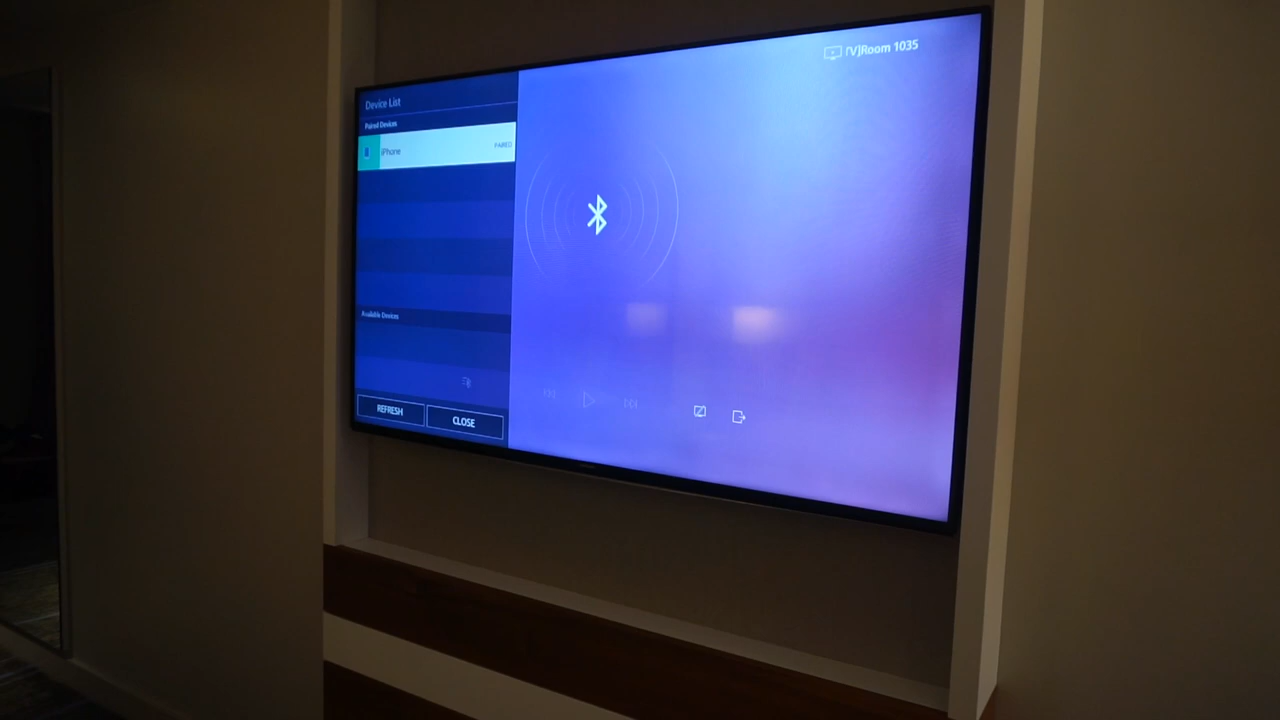 [V]Room 1035
Device List
Paired Devices
iPhone PAIRED
Available Devices
REFRESH CLOSE